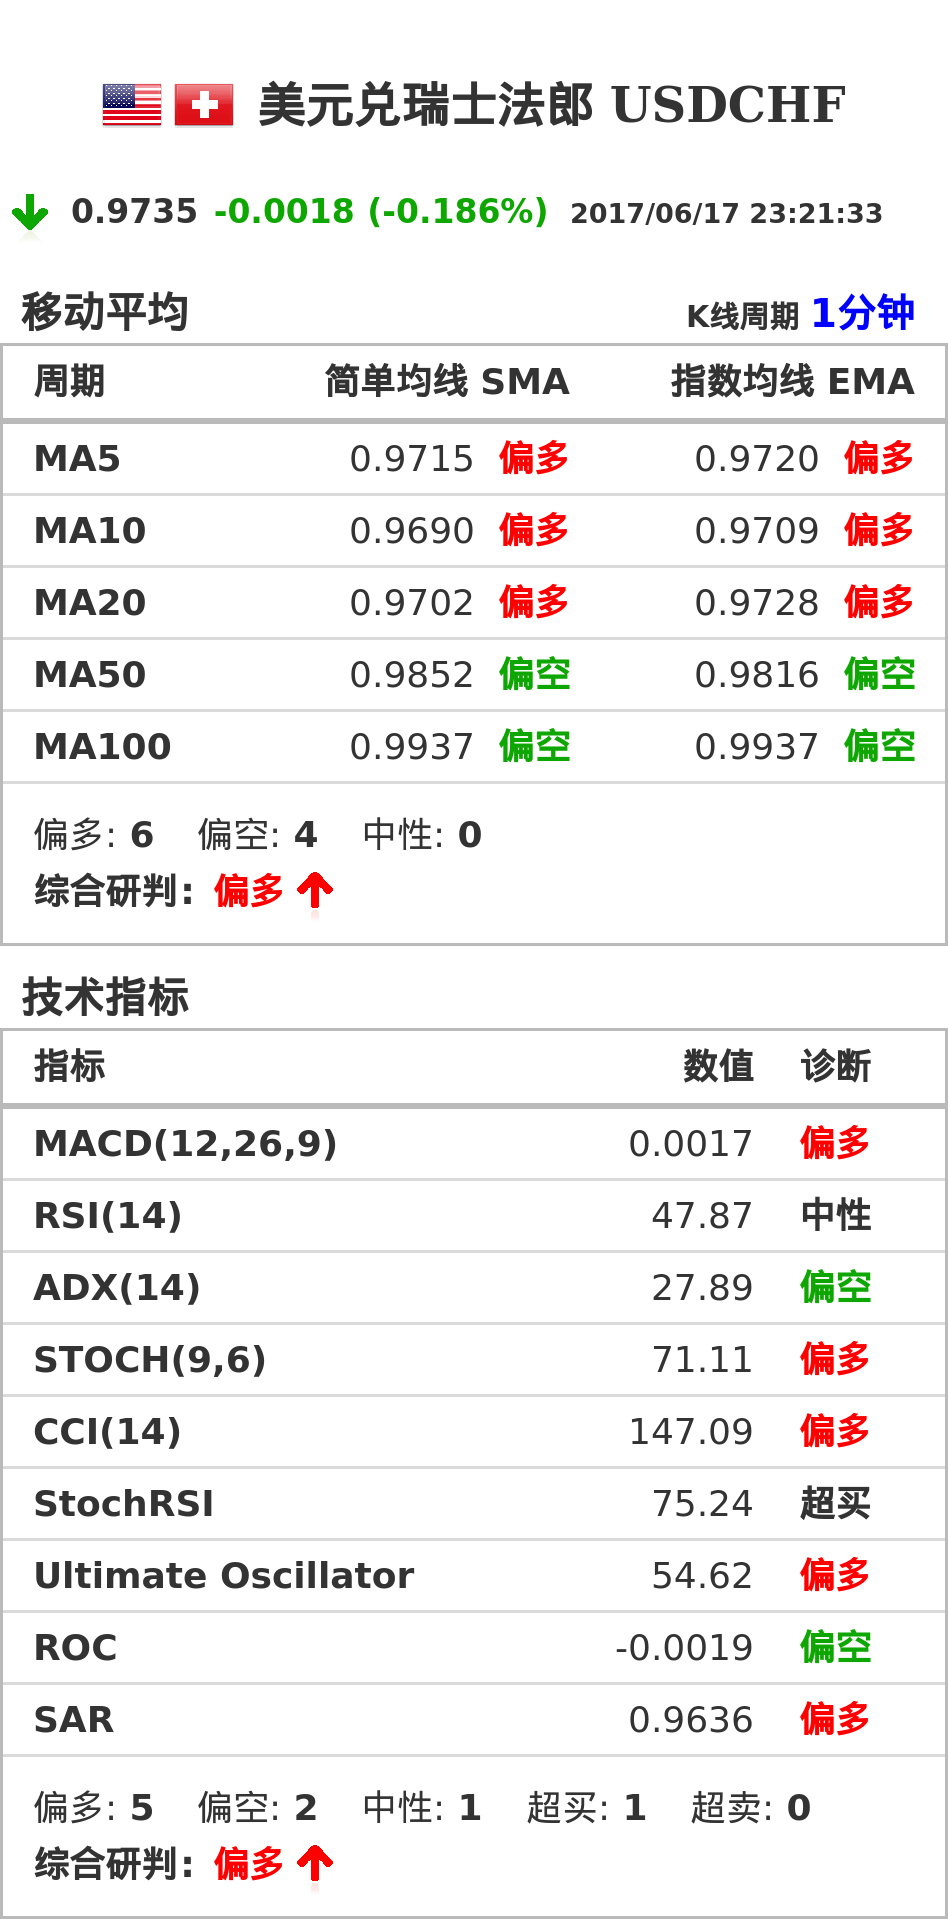 美元兑瑞士法郎 USDCHF
0.9735 -0.0018 (-0.186%) 2017/06/17 23:21:33
移动平均 K线周期 1分钟
周期 简单均线 SMA 指数均线 EMA
MA5 0.9715 偏多 0.9720 偏多
MA10 0.9690 偏多 0.9709 偏多
MA20 0.9702 偏多 0.9728 偏多
MA50 0.9852 偏空 0.9816 偏空
MA100 0.9937 偏空 0.9937 偏空
偏多: 6 偏空: 4 中性: 0
综合研判: 偏多
技术指标
指标 数值 诊断
MACD(12,26,9) 0.0017 偏多
RSI(14) 47.87 中性
ADX(14) 27.89 偏空
STOCH(9,6) 71.11 偏多
CCI(14) 147.09 偏多
StochRSI 75.24 超买
Ultimate Oscillator 54.62 偏多
ROC -0.0019 偏空
SAR 0.9636 偏多
偏多: 5 偏空: 2 中性: 1 超买: 1 超卖: 0
综合研判: 偏多